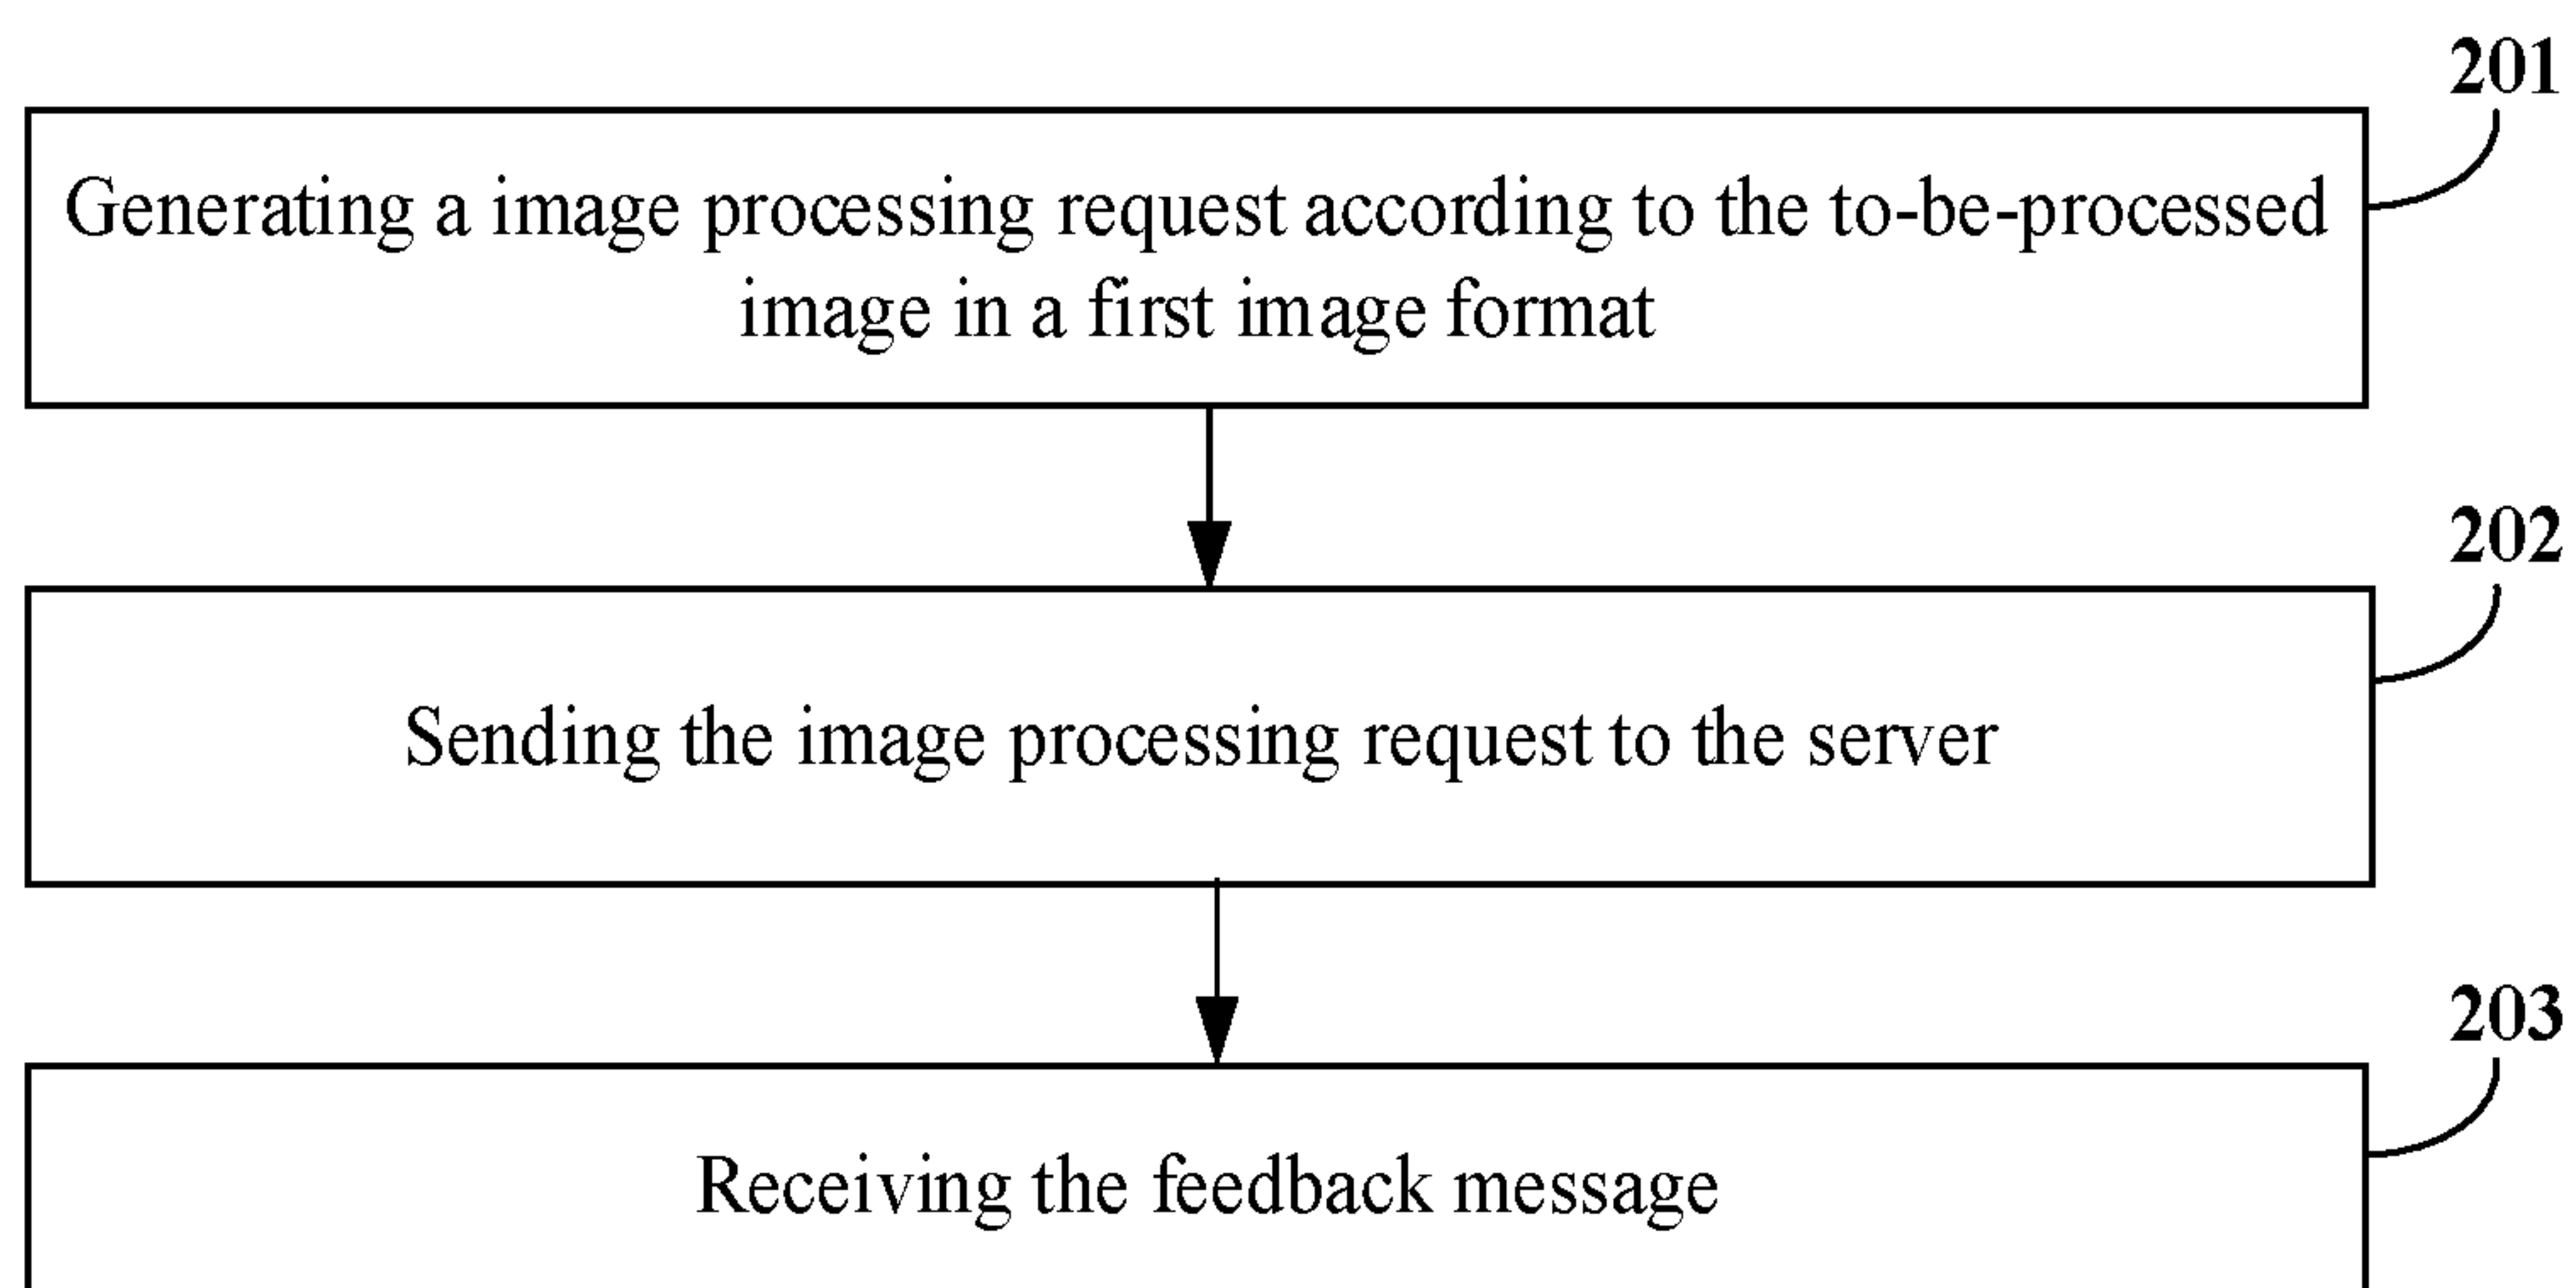 201
Generating a image processing request according to the to-be-processed
image in a first image format
202
Sending the image processing request to the server
203
Receiving the feedback message